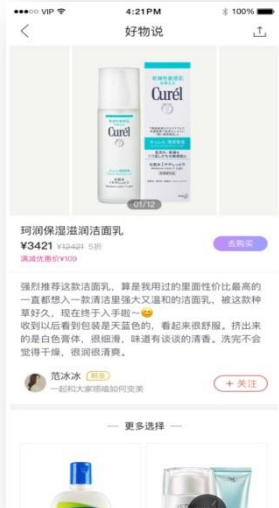 VIP 4:21PM 100%
好物说
Curél
Curél
01/12
珂润保湿滋润洁面乳
¥3421 ¥12421 5折
去购买
满减优惠价¥109
强烈推荐这款洁面乳，算是我用过的里面性价比最高的
一直都想入一款清洁里强大又温和的洁面乳，被这款种
草好久，现在终于入手啦~😊
收到以后看到包装是天蓝色的，看起来很舒服。挤出来
的是白色膏体，很细滑，味道有谈谈的清香。洗完不会
觉得干燥，很润很清爽。
范冰冰
一起和大家唠嗑如何变美
+ 关注
更多选择